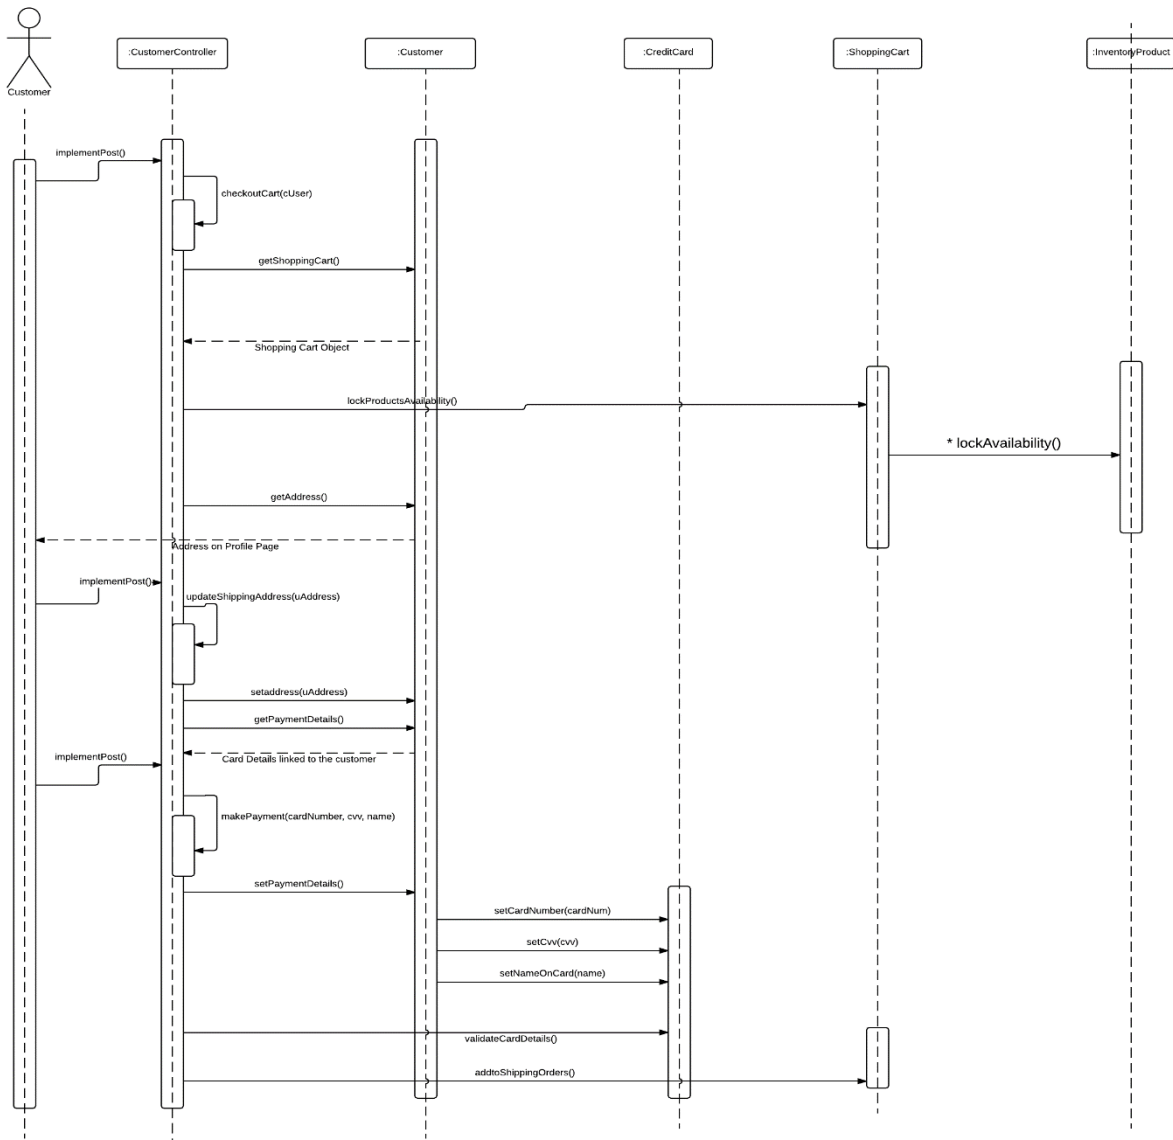 :CustomerController
:Customer
:CreditCard
:ShoppingCart
:InventoryProduct
Customer
implementPost()
checkoutCart(cUser)
getShoppingCart()
Shopping Cart Object
lockProductsAvailability()
* lockAvailability()
getAddress()
Address on Profile Page
implementPost()
updateShippingAddress(uAddress)
setaddress(uAddress)
getPaymentDetails()
Card Details linked to the customer
implementPost()
makePayment(cardNumber, cvv, name)
setPaymentDetails()
setCardNumber(cardNum)
setCvv(cvv)
setNameOnCard(name)
validateCardDetails()
addtoShippingOrders()